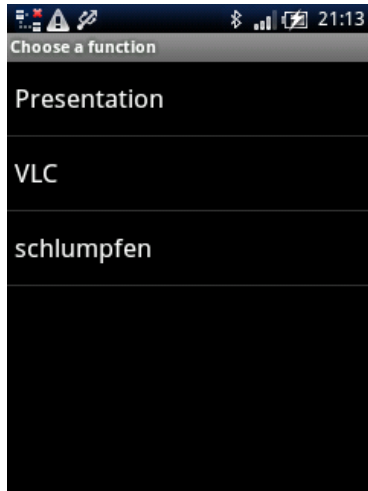 21:13
Choose a function
Presentation
VLC
schlumpfen